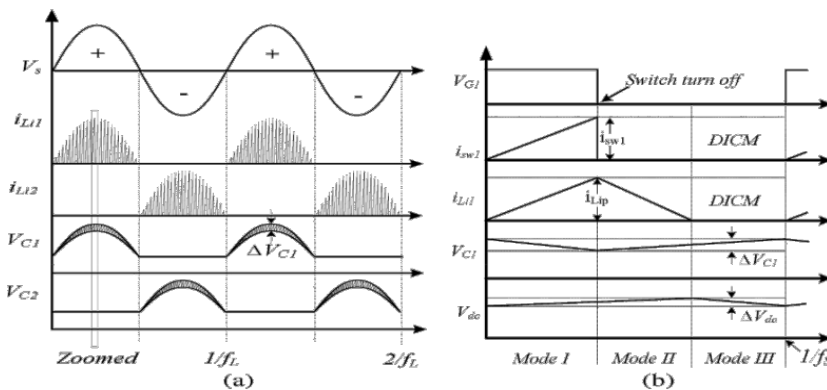 V_s
+
-
+
-
i_Li1
i_Li2
V_C1
ΔV_C1
V_C2
Zoomed
1/f_L
2/f_L
(a)
V_G1
Switch turn off
i_sw1
i_sw1
DICM
i_Li1
i_Lip
DICM
V_C1
ΔV_C1
V_dc
ΔV_dc
Mode I
Mode II
Mode III
1/f_S
(b)